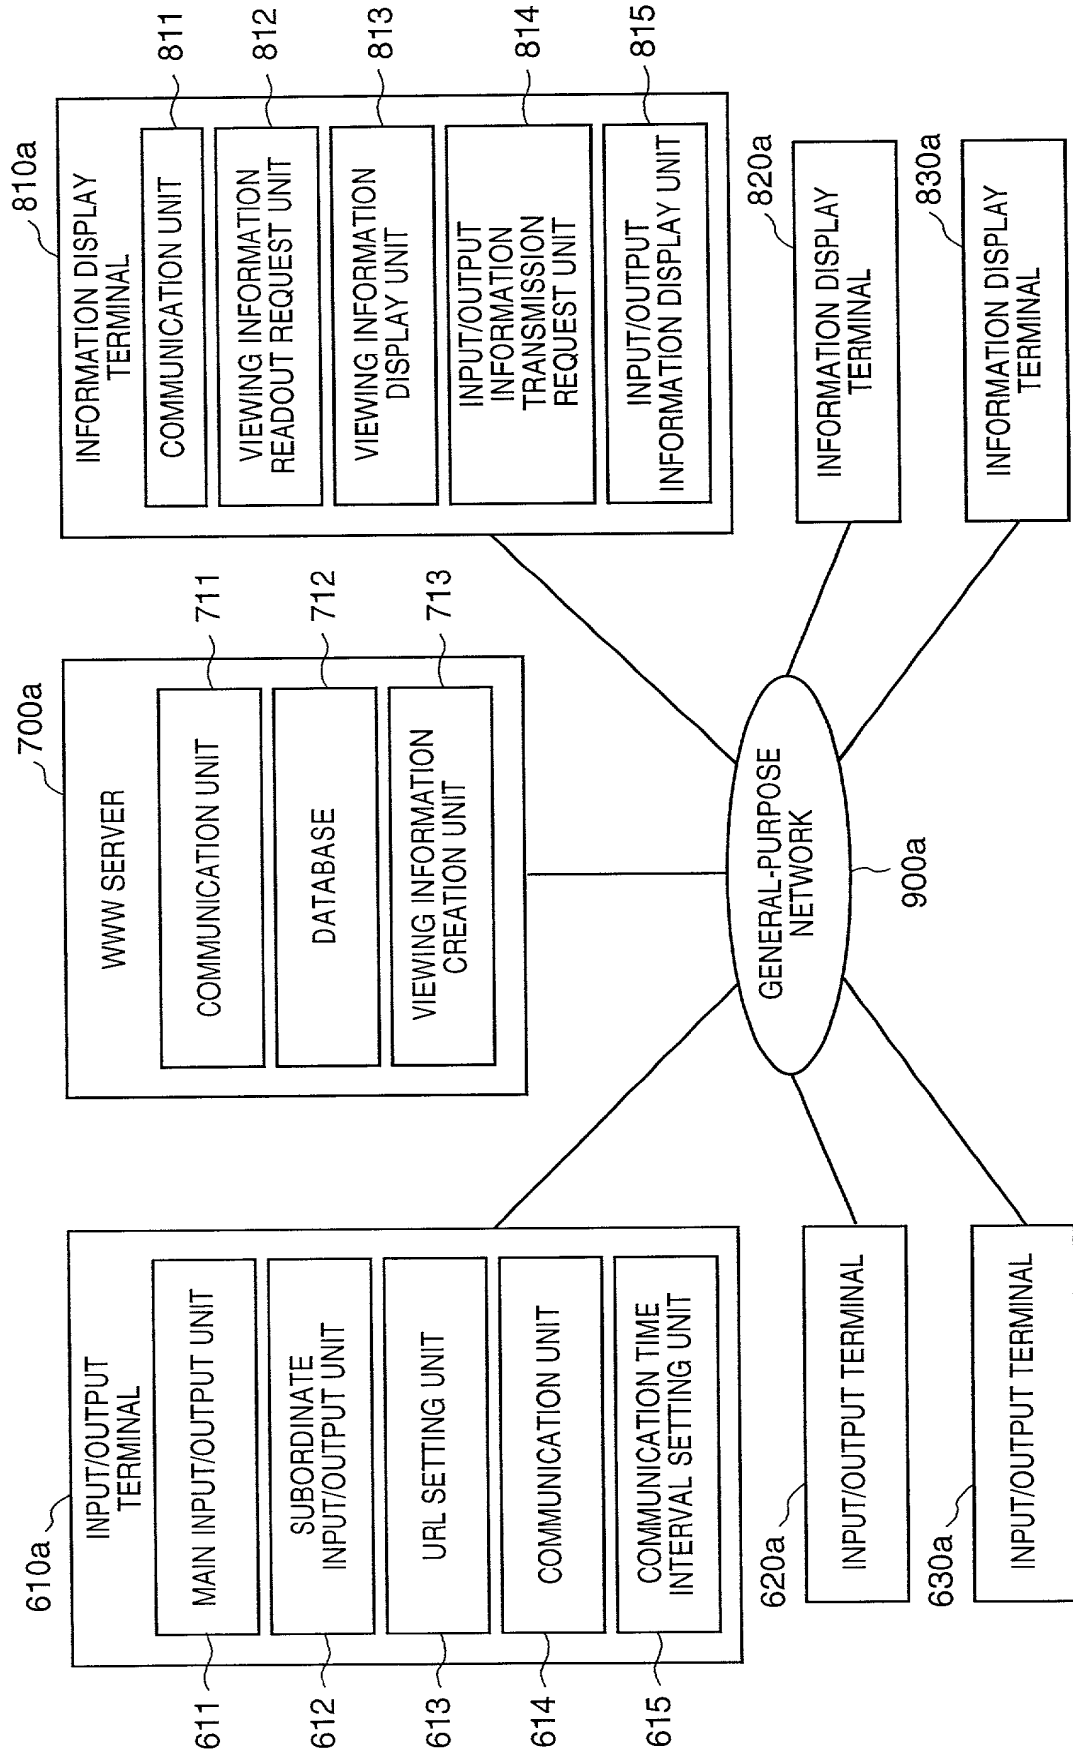 610a
INPUT/OUTPUT
TERMINAL
MAIN INPUT/OUTPUT UNIT
611
SUBORDINATE
INPUT/OUTPUT UNIT
612
URL SETTING UNIT
613
COMMUNICATION UNIT
614
COMMUNICATION TIME
INTERVAL SETTING UNIT
615
620a
INPUT/OUTPUT TERMINAL
630a
INPUT/OUTPUT TERMINAL
700a
WWW SERVER
COMMUNICATION UNIT
711
DATABASE
712
VIEWING INFORMATION
CREATION UNIT
713
GENERAL-PURPOSE
NETWORK
900a
810a
INFORMATION DISPLAY
TERMINAL
COMMUNICATION UNIT
811
VIEWING INFORMATION
READOUT REQUEST UNIT
812
VIEWING INFORMATION
DISPLAY UNIT
813
INPUT/OUTPUT
INFORMATION
TRANSMISSION
REQUEST UNIT
814
INPUT/OUTPUT
INFORMATION DISPLAY UNIT
815
820a
INFORMATION DISPLAY
TERMINAL
830a
INFORMATION DISPLAY
TERMINAL